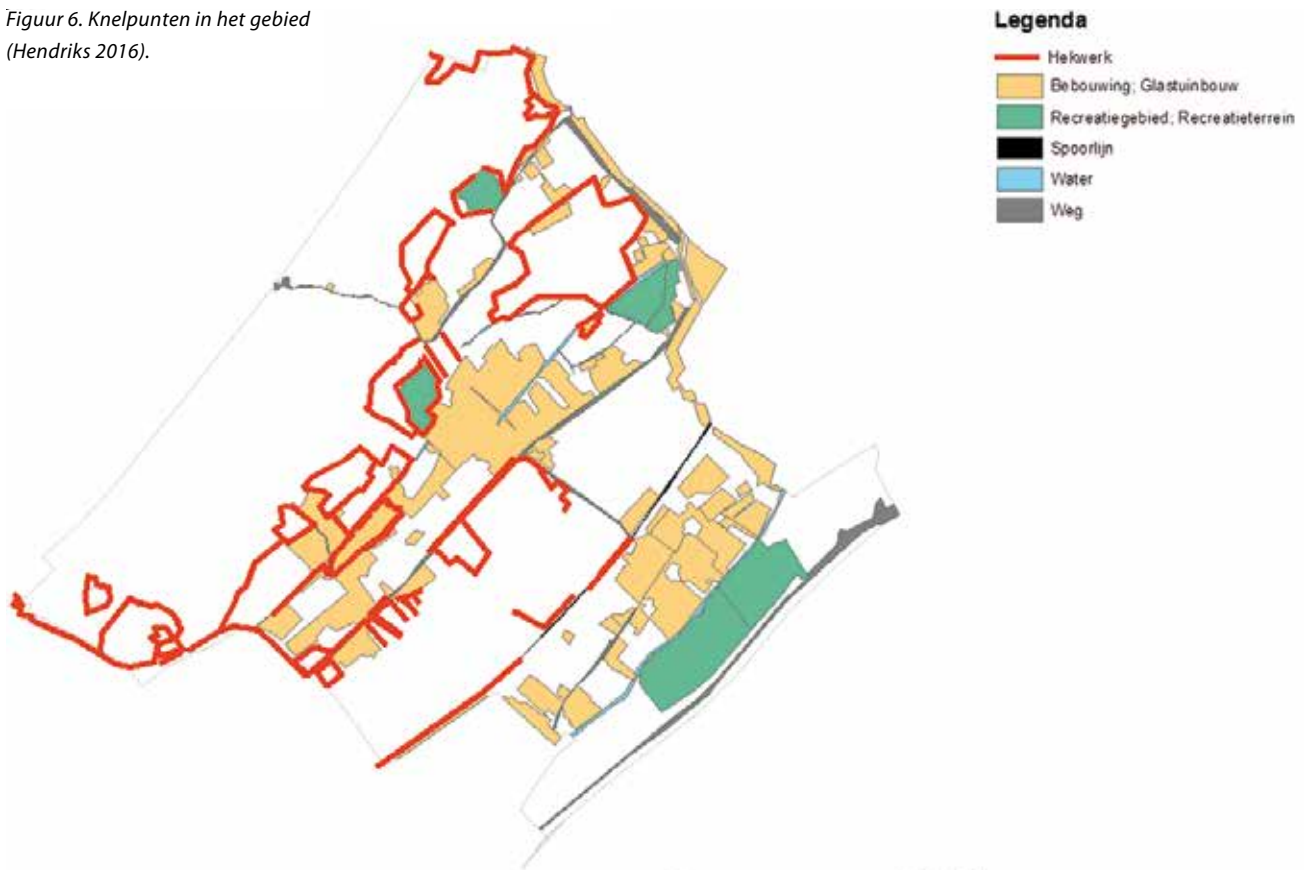 Figuur 6. Knelpunten in het gebied
(Hendriks 2016).
Legenda
Hekwerk
Bebouwing; Glastuinbouw
Recreatiegebied; Recreatieterrein
Spoorlijn
Water
Weg